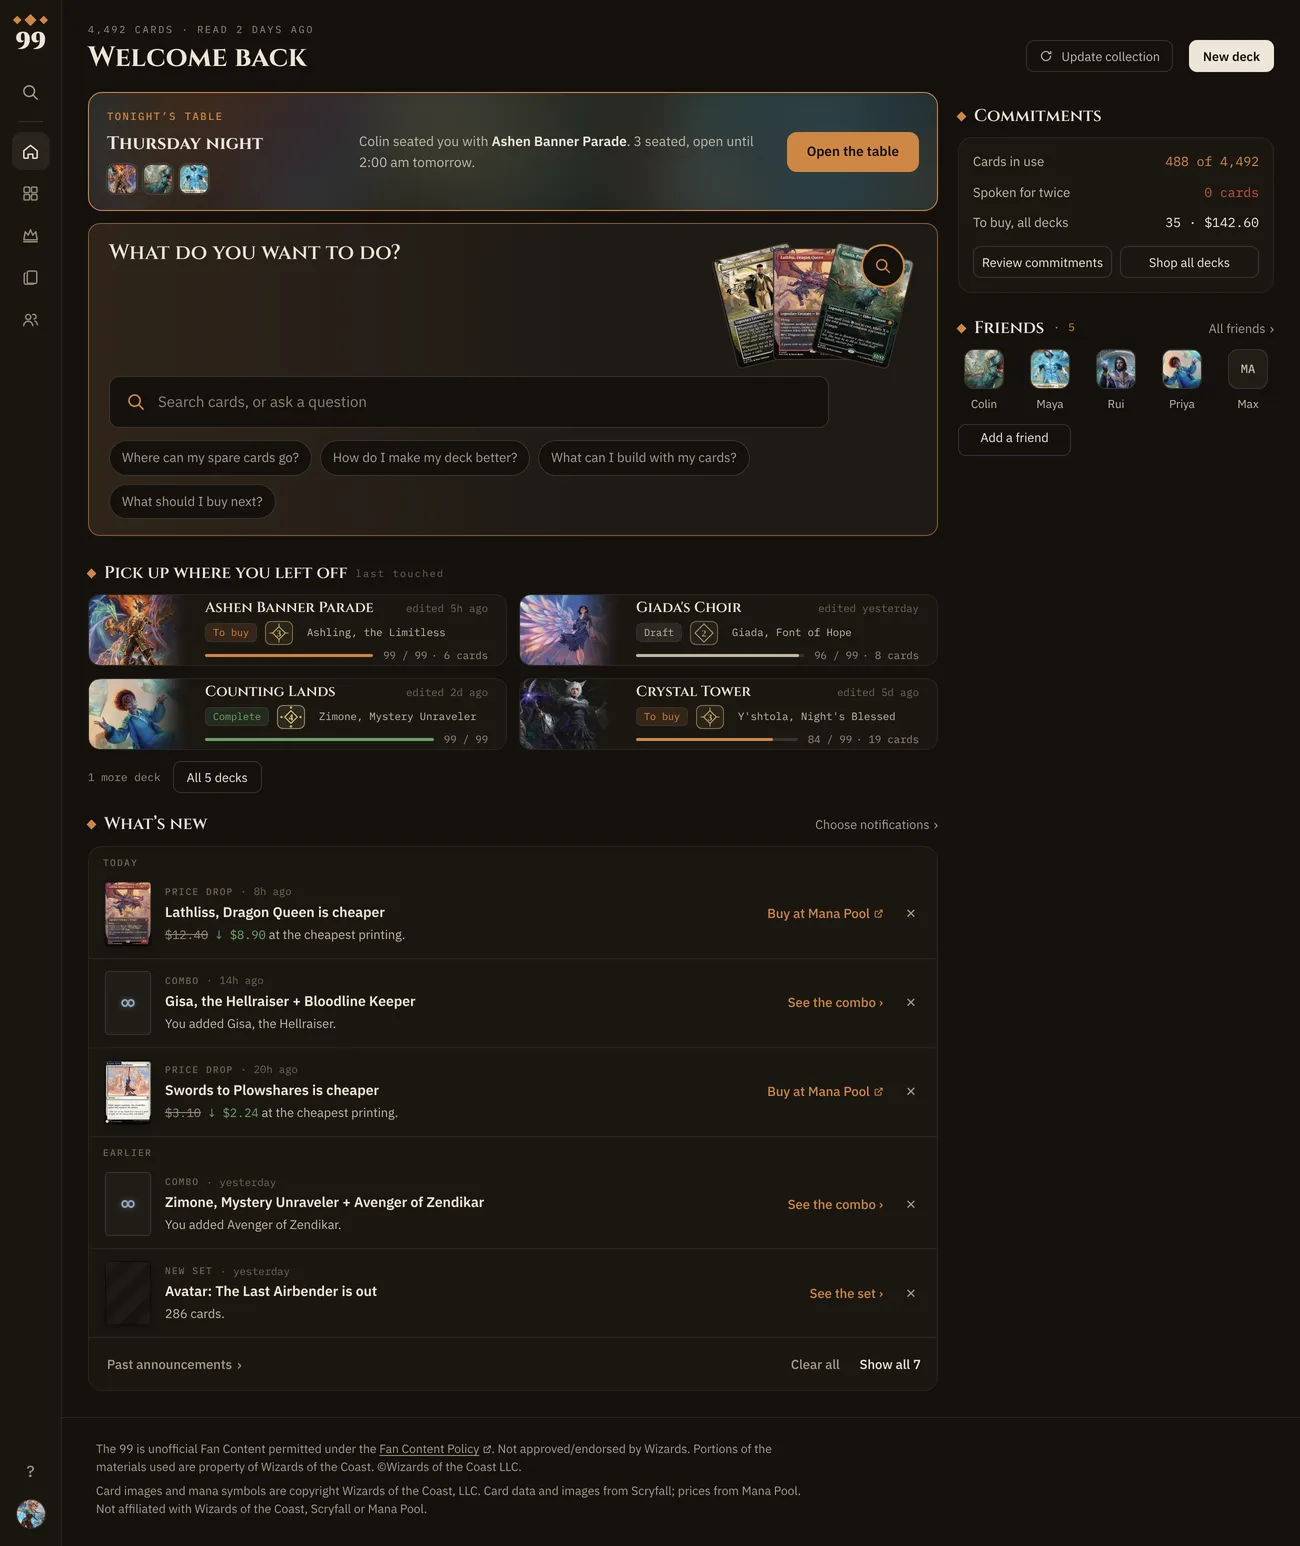 99
4,492 CARDS · READ 2 DAYS AGO
WELCOME BACK
Update collection
New deck
TONIGHT'S TABLE
THURSDAY NIGHT
Colin seated you with Ashen Banner Parade. 3 seated, open until
2:00 am tomorrow.
Open the table
WHAT DO YOU WANT TO DO?
Lathliss, Dragon Queen
Search cards, or ask a question
Where can my spare cards go?
How do I make my deck better?
What can I build with my cards?
What should I buy next?
COMMITMENTS
Cards in use 488 of 4,492
Spoken for twice 0 cards
To buy, all decks 35 · $142.60
Review commitments
Shop all decks
FRIENDS · 5
All friends ›
MA
Colin Maya Rui Priya Max
Add a friend
PICK UP WHERE YOU LEFT OFF last touched
ASHEN BANNER PARADE edited 5h ago
To buy 3 Ashling, the Limitless
99 / 99 · 6 cards
GIADA'S CHOIR edited yesterday
Draft 2 Giada, Font of Hope
96 / 99 · 8 cards
COUNTING LANDS edited 2d ago
Complete 4 Zimone, Mystery Unraveler
99 / 99
CRYSTAL TOWER edited 5d ago
To buy 3 Y'shtola, Night's Blessed
84 / 99 · 19 cards
1 more deck
All 5 decks
WHAT'S NEW
Choose notifications ›
TODAY
PRICE DROP · 8h ago
Lathliss, Dragon Queen is cheaper
$12.40 ↓ $8.90 at the cheapest printing.
Buy at Mana Pool
COMBO · 14h ago
Gisa, the Hellraiser + Bloodline Keeper
You added Gisa, the Hellraiser.
See the combo ›
PRICE DROP · 20h ago
Swords to Plowshares is cheaper
$3.10 ↓ $2.24 at the cheapest printing.
Buy at Mana Pool
EARLIER
COMBO · yesterday
Zimone, Mystery Unraveler + Avenger of Zendikar
You added Avenger of Zendikar.
See the combo ›
NEW SET · yesterday
Avatar: The Last Airbender is out
286 cards.
See the set ›
Past announcements ›
Clear all
Show all 7
?
The 99 is unofficial Fan Content permitted under the Fan Content Policy. Not approved/endorsed by Wizards. Portions of the
materials used are property of Wizards of the Coast. ©Wizards of the Coast LLC.
Card images and mana symbols are copyright Wizards of the Coast, LLC. Card data and images from Scryfall; prices from Mana Pool.
Not affiliated with Wizards of the Coast, Scryfall or Mana Pool.